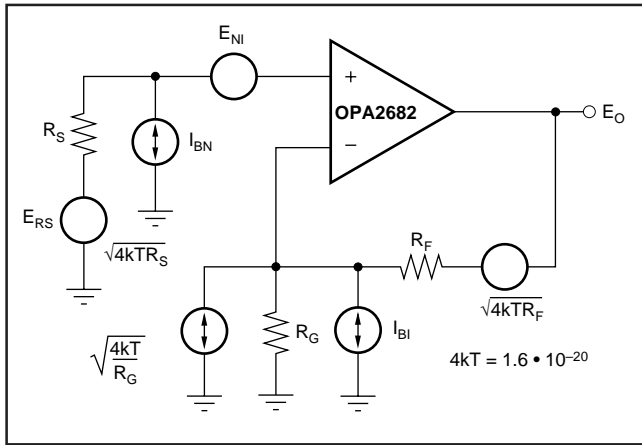 E_NI
+
OPA2682
E_O
R_S
I_BN
−
E_RS
√4kTR_S
R_F
√4kTR_F
√4kT/R_G
R_G
I_BI
4kT = 1.6 • 10^–20